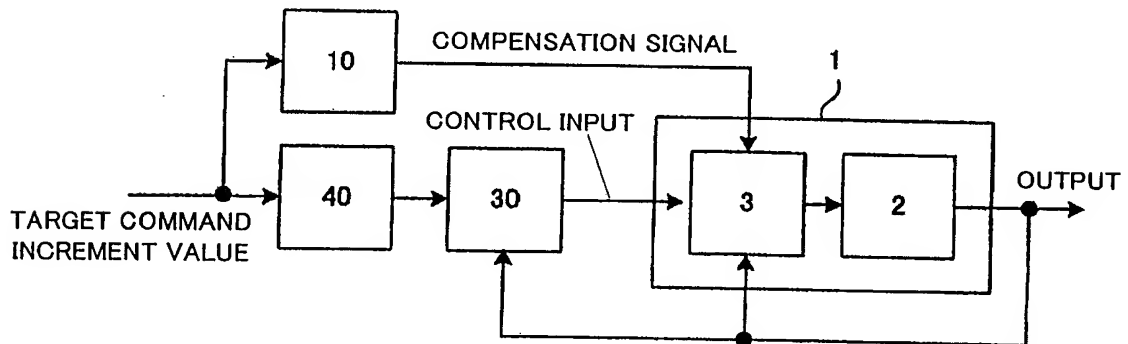 10
COMPENSATION SIGNAL
1
CONTROL INPUT
40
30
3
2
OUTPUT
TARGET COMMAND
INCREMENT VALUE